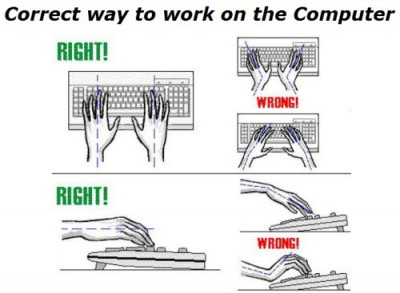 Correct way to work on the Computer
RIGHT!
WRONG!
RIGHT!
WRONG!